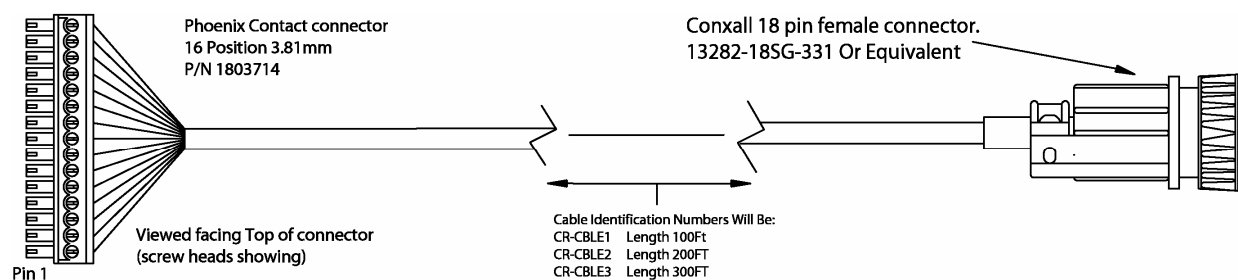 Phoenix Contact connector
16 Position 3.81mm
P/N 1803714
Conxall 18 pin female connector.
13282-18SG-331 Or Equivalent
Viewed facing Top of connector
(screw heads showing)
Pin 1
Cable Identification Numbers Will Be:
CR-CBLE1 Length 100Ft
CR-CBLE2 Length 200FT
CR-CBLE3 Length 300FT